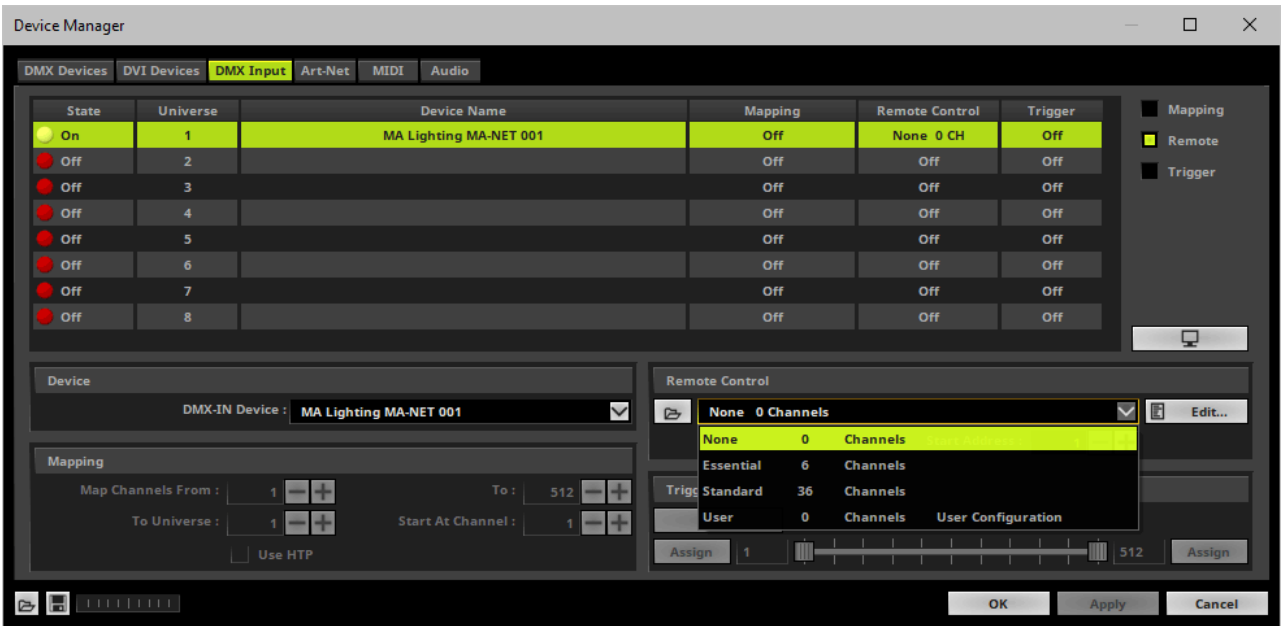 Device Manager
DMX Devices DVI Devices DMX Input Art-Net MIDI Audio
State Universe Device Name Mapping Remote Control Trigger
On 1 MA Lighting MA-NET 001 Off None 0 CH Off
Off 2 Off Off Off
Off 3 Off Off Off
Off 4 Off Off Off
Off 5 Off Off Off
Off 6 Off Off Off
Off 7 Off Off Off
Off 8 Off Off Off
Mapping
Remote
Trigger
Device
DMX-IN Device : MA Lighting MA-NET 001
Mapping
Map Channels From : 1 To : 512
To Universe : 1 Start At Channel : 1
Use HTP
Remote Control
None 0 Channels Edit...
None 0 Channels
Essential 6 Channels
Standard 36 Channels
User 0 Channels User Configuration
Assign 1 512 Assign
OK Apply Cancel